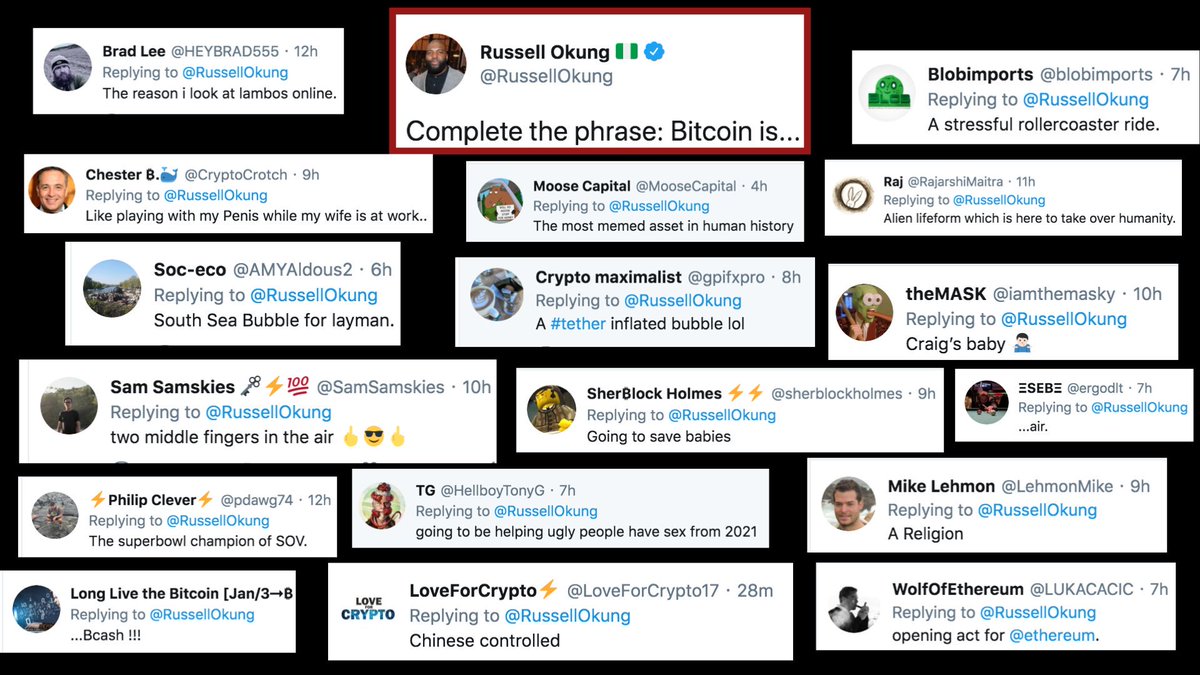 Brad Lee @HEYBRAD555 · 12h
Replying to @RussellOkung
The reason i look at lambos online.
Russell Okung 🇳🇬
@RussellOkung
Complete the phrase: Bitcoin is...
BLOB
Blobimports @blobimports · 7h
Replying to @RussellOkung
A stressful rollercoaster ride.
Chester ₿.🐳 @CryptoCrotch · 9h
Replying to @RussellOkung
Like playing with my Penis while my wife is at work..
Moose Capital @MooseCapital · 4h
Replying to @RussellOkung
The most memed asset in human history
Raj @RajarshiMaitra · 11h
Replying to @RussellOkung
Alien lifeform which is here to take over humanity.
Soc-eco @AMYAldous2 · 6h
Replying to @RussellOkung
South Sea Bubble for layman.
Crypto maximalist @gpifxpro · 8h
Replying to @RussellOkung
A #tether inflated bubble lol
theMASK @iamthemasky · 10h
Replying to @RussellOkung
Craig’s baby 🤷🏻‍♂️
Sam Samskies 🗝⚡💯 @SamSamskies · 10h
Replying to @RussellOkung
two middle fingers in the air 🖕😎🖕
Sher₿lock Holmes ⚡⚡ @sherblockholmes · 9h
Replying to @RussellOkung
Going to save babies
ΞSEBΞ @ergodlt · 7h
Replying to @RussellOkung
...air.
⚡Philip Clever⚡ @pdawg74 · 12h
Replying to @RussellOkung
The superbowl champion of SOV.
TG @HellboyTonyG · 7h
Replying to @RussellOkung
going to be helping ugly people have sex from 2021
Mike Lehmon @LehmonMike · 9h
Replying to @RussellOkung
A Religion
Long Live the Bitcoin [Jan/3→₿
Replying to @RussellOkung
...Bcash !!!
LOVE
FOR
CRYPTO
LoveForCrypto⚡ @LoveForCrypto17 · 28m
Replying to @RussellOkung
Chinese controlled
WolfOfEthereum @LUKACACIC · 7h
Replying to @RussellOkung
opening act for @ethereum.